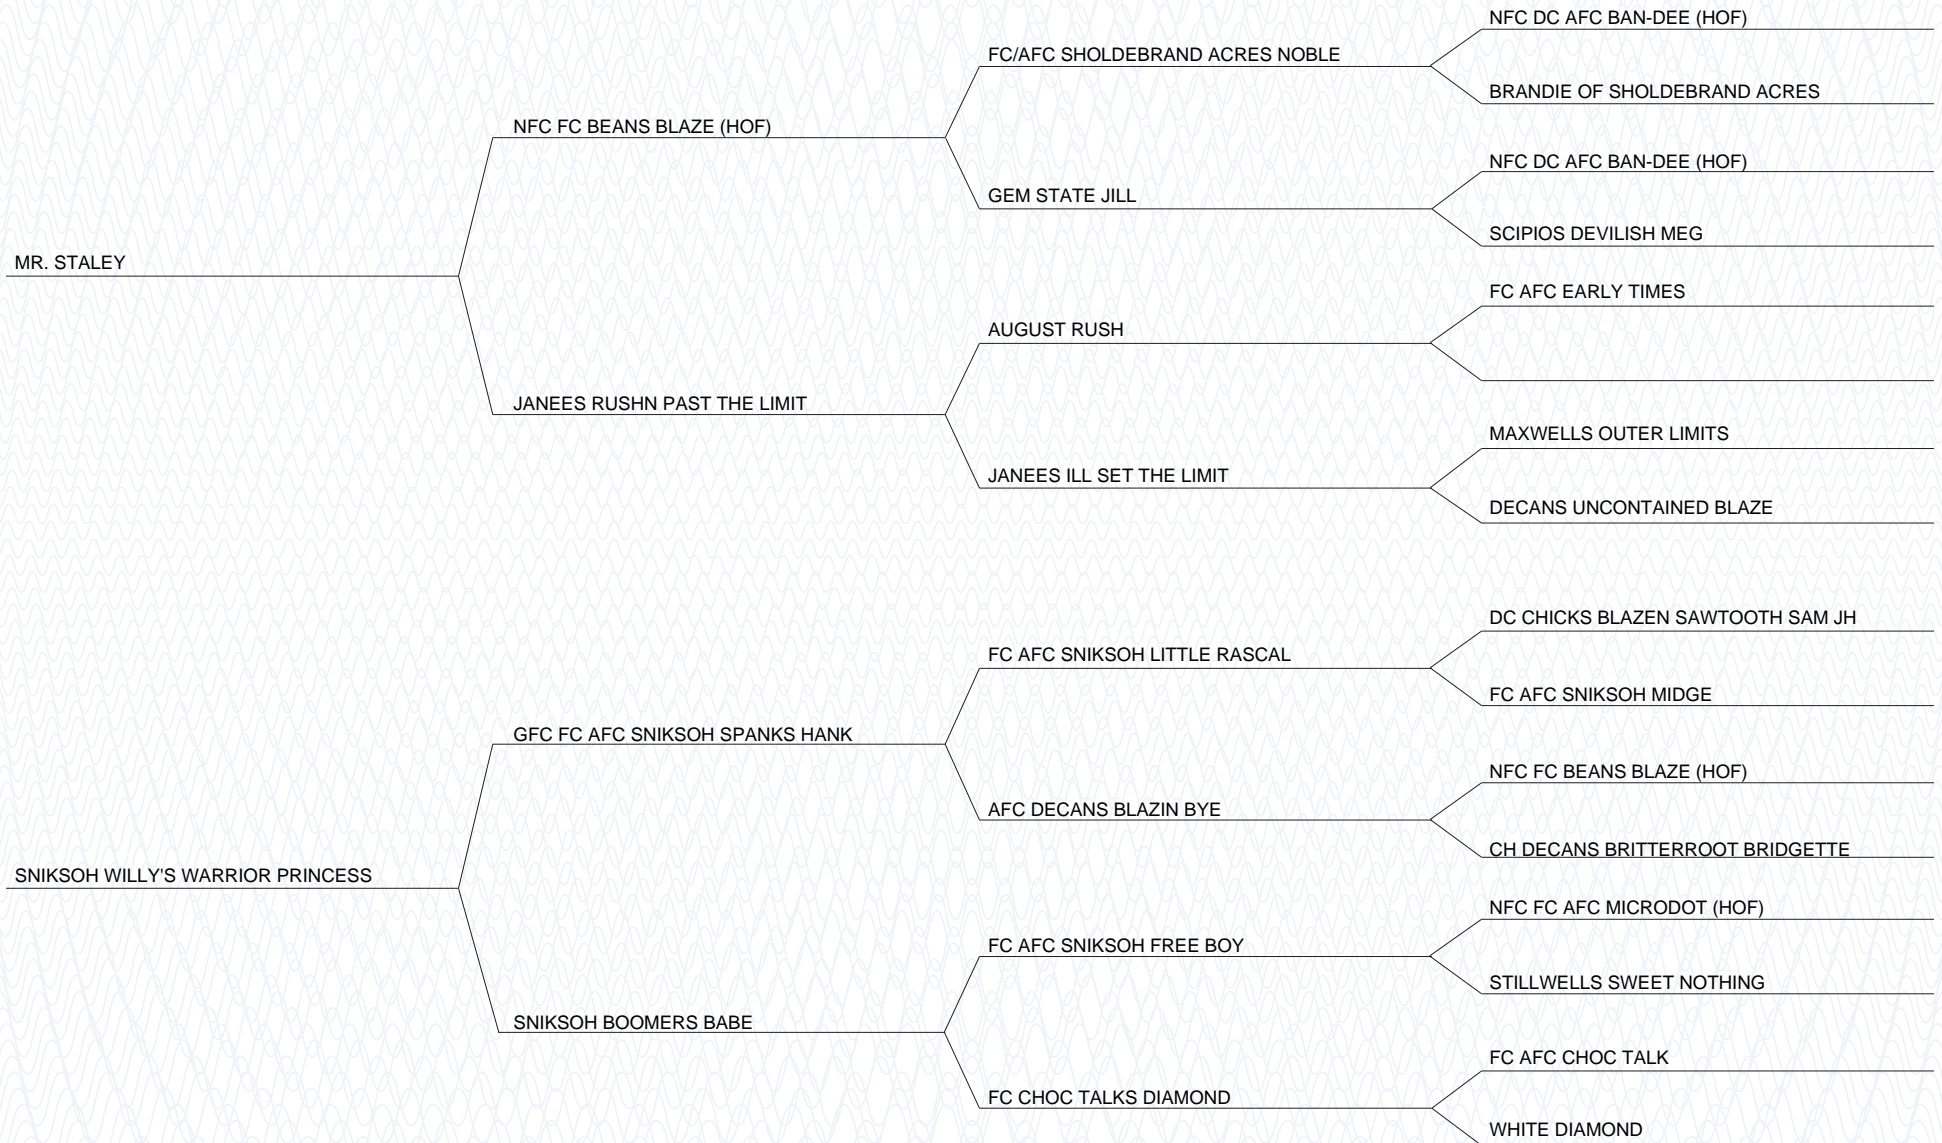 NFC DC AFC BAN-DEE (HOF)
FC/AFC SHOLDEBRAND ACRES NOBLE
BRANDIE OF SHOLDEBRAND ACRES
NFC FC BEANS BLAZE (HOF)
NFC DC AFC BAN-DEE (HOF)
GEM STATE JILL
SCIPIOS DEVILISH MEG
MR. STALEY
FC AFC EARLY TIMES
AUGUST RUSH
JANEES RUSHN PAST THE LIMIT
MAXWELLS OUTER LIMITS
JANEES ILL SET THE LIMIT
DECANS UNCONTAINED BLAZE
DC CHICKS BLAZEN SAWTOOTH SAM JH
FC AFC SNIKSOH LITTLE RASCAL
FC AFC SNIKSOH MIDGE
GFC FC AFC SNIKSOH SPANKS HANK
NFC FC BEANS BLAZE (HOF)
AFC DECANS BLAZIN BYE
CH DECANS BRITTERROOT BRIDGETTE
SNIKSOH WILLY'S WARRIOR PRINCESS
NFC FC AFC MICRODOT (HOF)
FC AFC SNIKSOH FREE BOY
STILLWELLS SWEET NOTHING
SNIKSOH BOOMERS BABE
FC AFC CHOC TALK
FC CHOC TALKS DIAMOND
WHITE DIAMOND